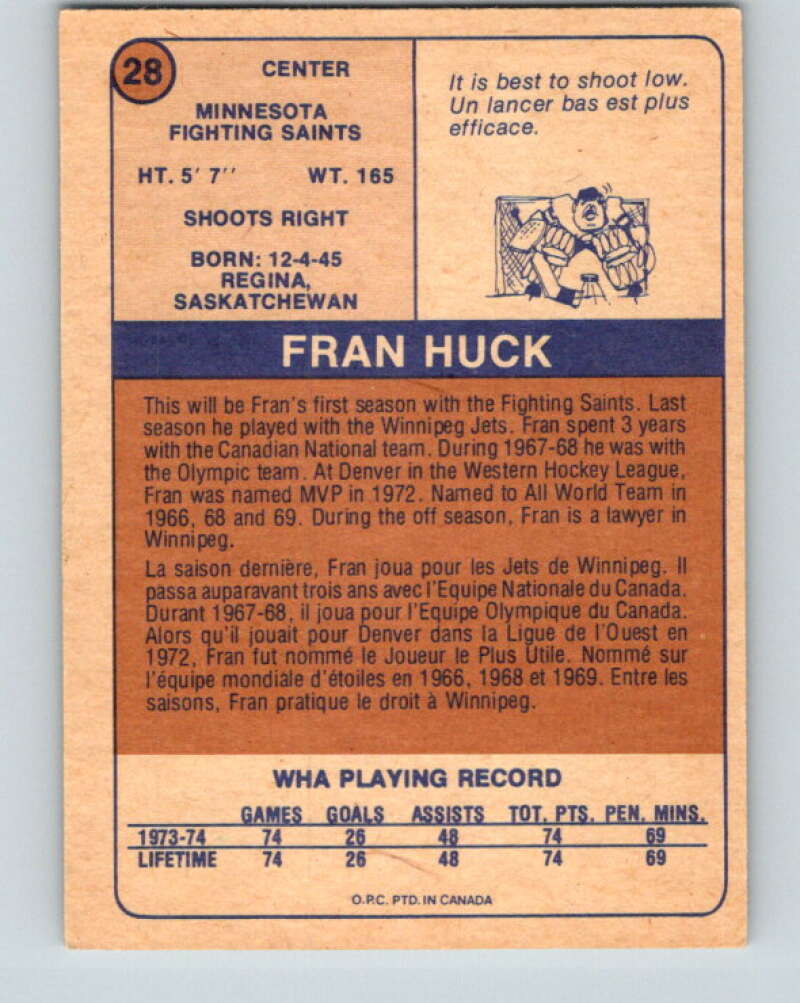 28
CENTER
MINNESOTA
FIGHTING SAINTS
HT. 5' 7'' WT. 165
SHOOTS RIGHT
BORN: 12-4-45
REGINA,
SASKATCHEWAN
It is best to shoot low.
Un lancer bas est plus
efficace.
FRAN HUCK
This will be Fran's first season with the Fighting Saints. Last
season he played with the Winnipeg Jets. Fran spent 3 years
with the Canadian National team. During 1967-68 he was with
the Olympic team. At Denver in the Western Hockey League,
Fran was named MVP in 1972. Named to All World Team in
1966, 68 and 69. During the off season, Fran is a lawyer in
Winnipeg.
La saison dernière, Fran joua pour les Jets de Winnipeg. Il
passa auparavant trois ans avec l'Equipe Nationale du Canada.
Durant 1967-68, il joua pour l'Equipe Olympique du Canada.
Alors qu'il jouait pour Denver dans la Ligue de l'Ouest en
1972, Fran fut nommé le Joueur le Plus Utile. Nommé sur
l'équipe mondiale d'étoiles en 1966, 1968 et 1969. Entre les
saisons, Fran pratique le droit à Winnipeg.
WHA PLAYING RECORD
GAMES GOALS ASSISTS TOT. PTS. PEN. MINS.
1973-74 74 26 48 74 69
LIFETIME 74 26 48 74 69
O.P.C. PTD. IN CANADA